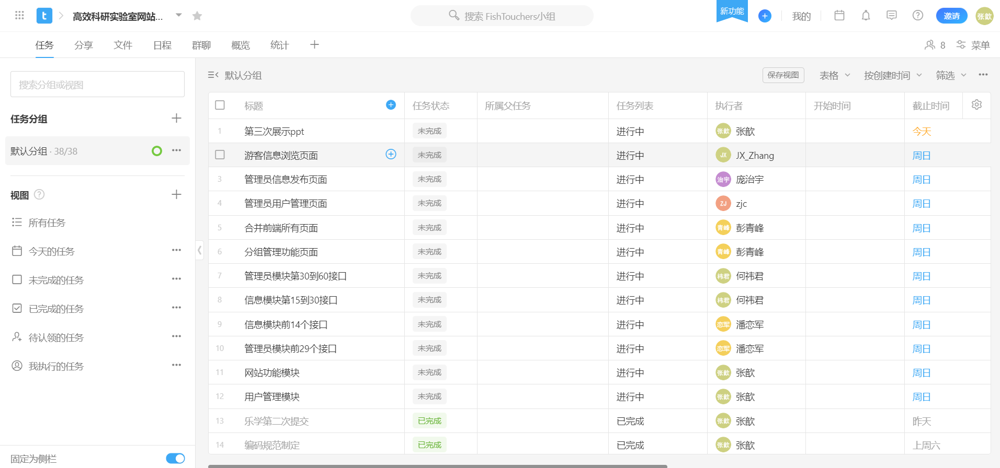 t 高效科研实验室网站... 搜索 FishTouchers小组 新功能 我的 邀请 张歆
任务 分享 文件 日程 群聊 概览 统计 8 菜单
搜索分组或视图
任务分组
默认分组 · 38/38
视图
所有任务
今天的任务
未完成的任务
已完成的任务
待认领的任务
我执行的任务
固定为侧栏
默认分组 保存视图 表格 按创建时间 筛选
标题 任务状态 所属父任务 任务列表 执行者 开始时间 截止时间
1 第三次展示ppt 未完成 进行中 张歆 张歆 今天
游客信息浏览页面 未完成 进行中 JX JX_Zhang 周日
3 管理员信息发布页面 未完成 进行中 治宇 庞治宇 周日
4 管理员用户管理页面 未完成 进行中 ZJ zjc 周日
5 合并前端所有页面 未完成 进行中 青峰 彭青峰 周日
6 分组管理功能页面 未完成 进行中 青峰 彭青峰 周日
7 管理员模块第30到60接口 未完成 进行中 祎君 何祎君 周日
8 信息模块第15到30接口 未完成 进行中 祎君 何祎君 周日
9 信息模块前14个接口 未完成 进行中 恋军 潘恋军 周日
10 管理员模块前29个接口 未完成 进行中 恋军 潘恋军 周日
11 网站功能模块 未完成 进行中 张歆 张歆 周日
12 用户管理模块 未完成 进行中 张歆 张歆 周日
13 乐学第二次提交 已完成 已完成 张歆 张歆 昨天
14 编码规范制定 已完成 已完成 张歆 张歆 上周六